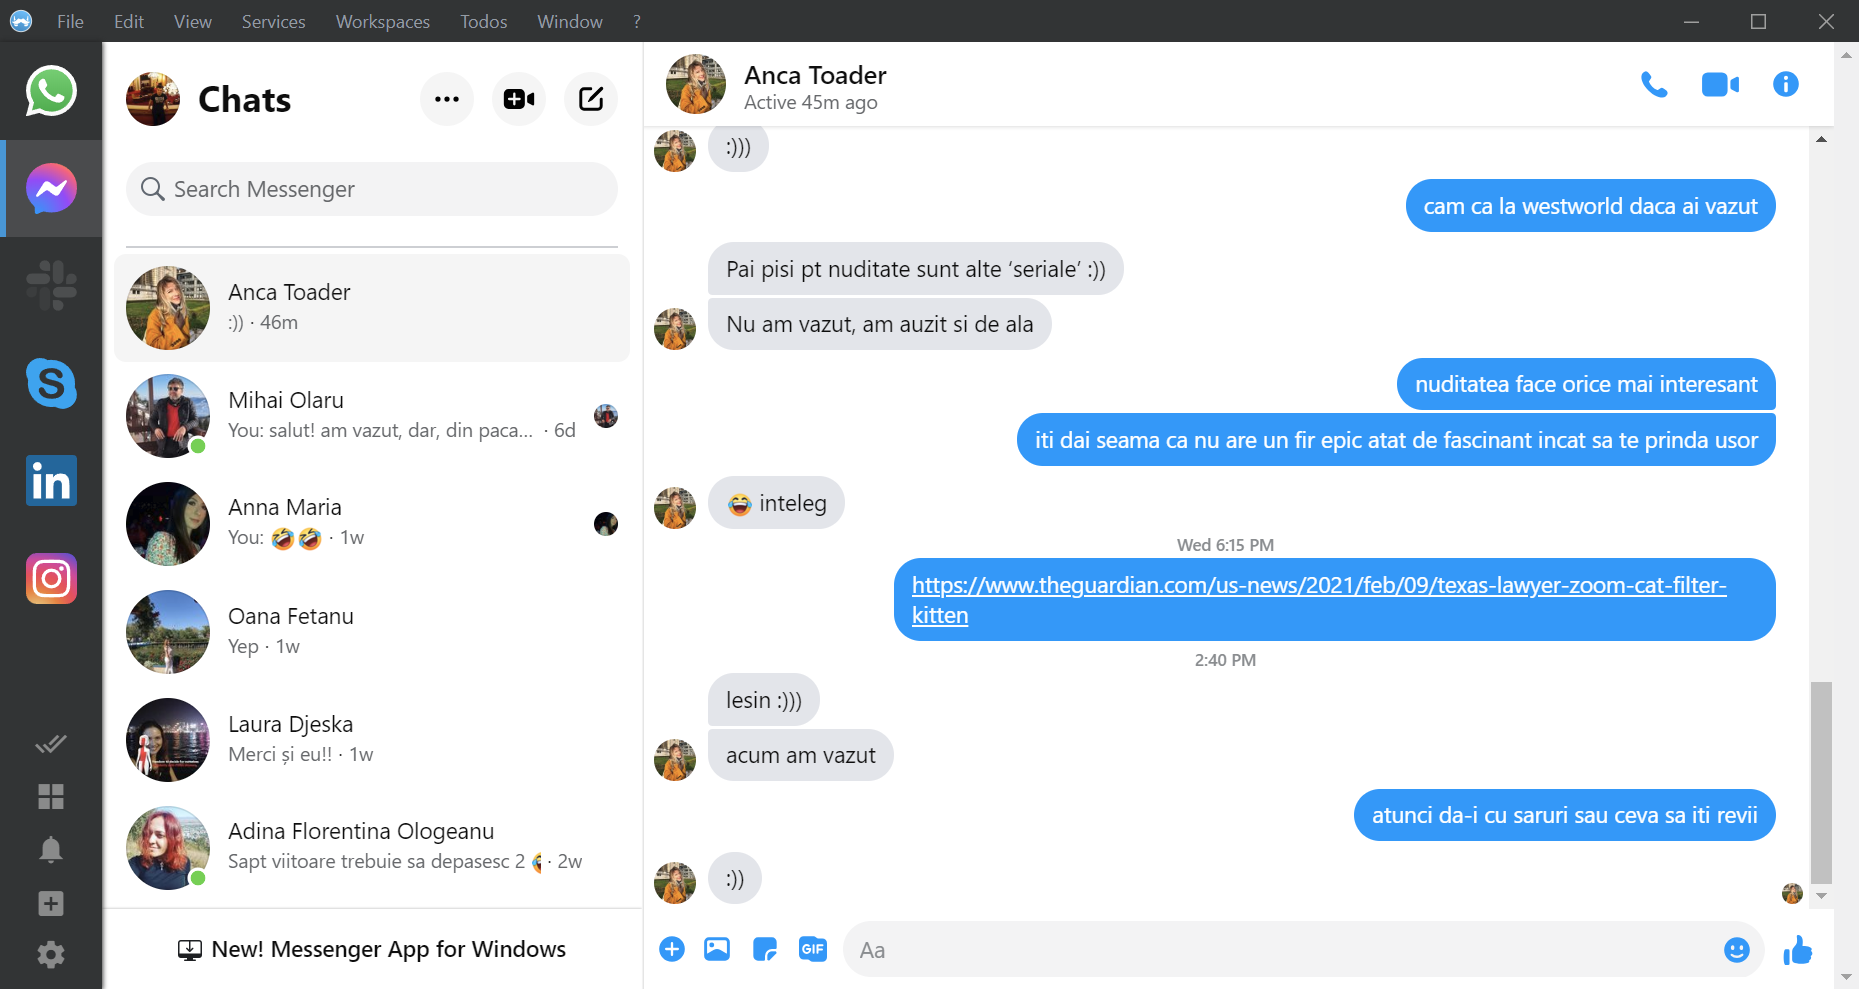 File Edit View Services Workspaces Todos Window ?
Chats
Search Messenger
Anca Toader
:)) · 46m
Mihai Olaru
You: salut! am vazut, dar, din paca... · 6d
Anna Maria
You: 🤣🤣 · 1w
Oana Fetanu
Yep · 1w
Laura Djeska
Merci și eu!! · 1w
Adina Florentina Ologeanu
Sapt viitoare trebuie sa depasesc 2 · 2w
New! Messenger App for Windows
Anca Toader
Active 45m ago
:)))
cam ca la westworld daca ai vazut
Pai pisi pt nuditate sunt alte ‘seriale’ :))
Nu am vazut, am auzit si de ala
nuditatea face orice mai interesant
iti dai seama ca nu are un fir epic atat de fascinant incat sa te prinda usor
😂 inteleg
Wed 6:15 PM
https://www.theguardian.com/us-news/2021/feb/09/texas-lawyer-zoom-cat-filter-
kitten
2:40 PM
lesin :)))
acum am vazut
atunci da-i cu saruri sau ceva sa iti revii
:))
GIF
Aa